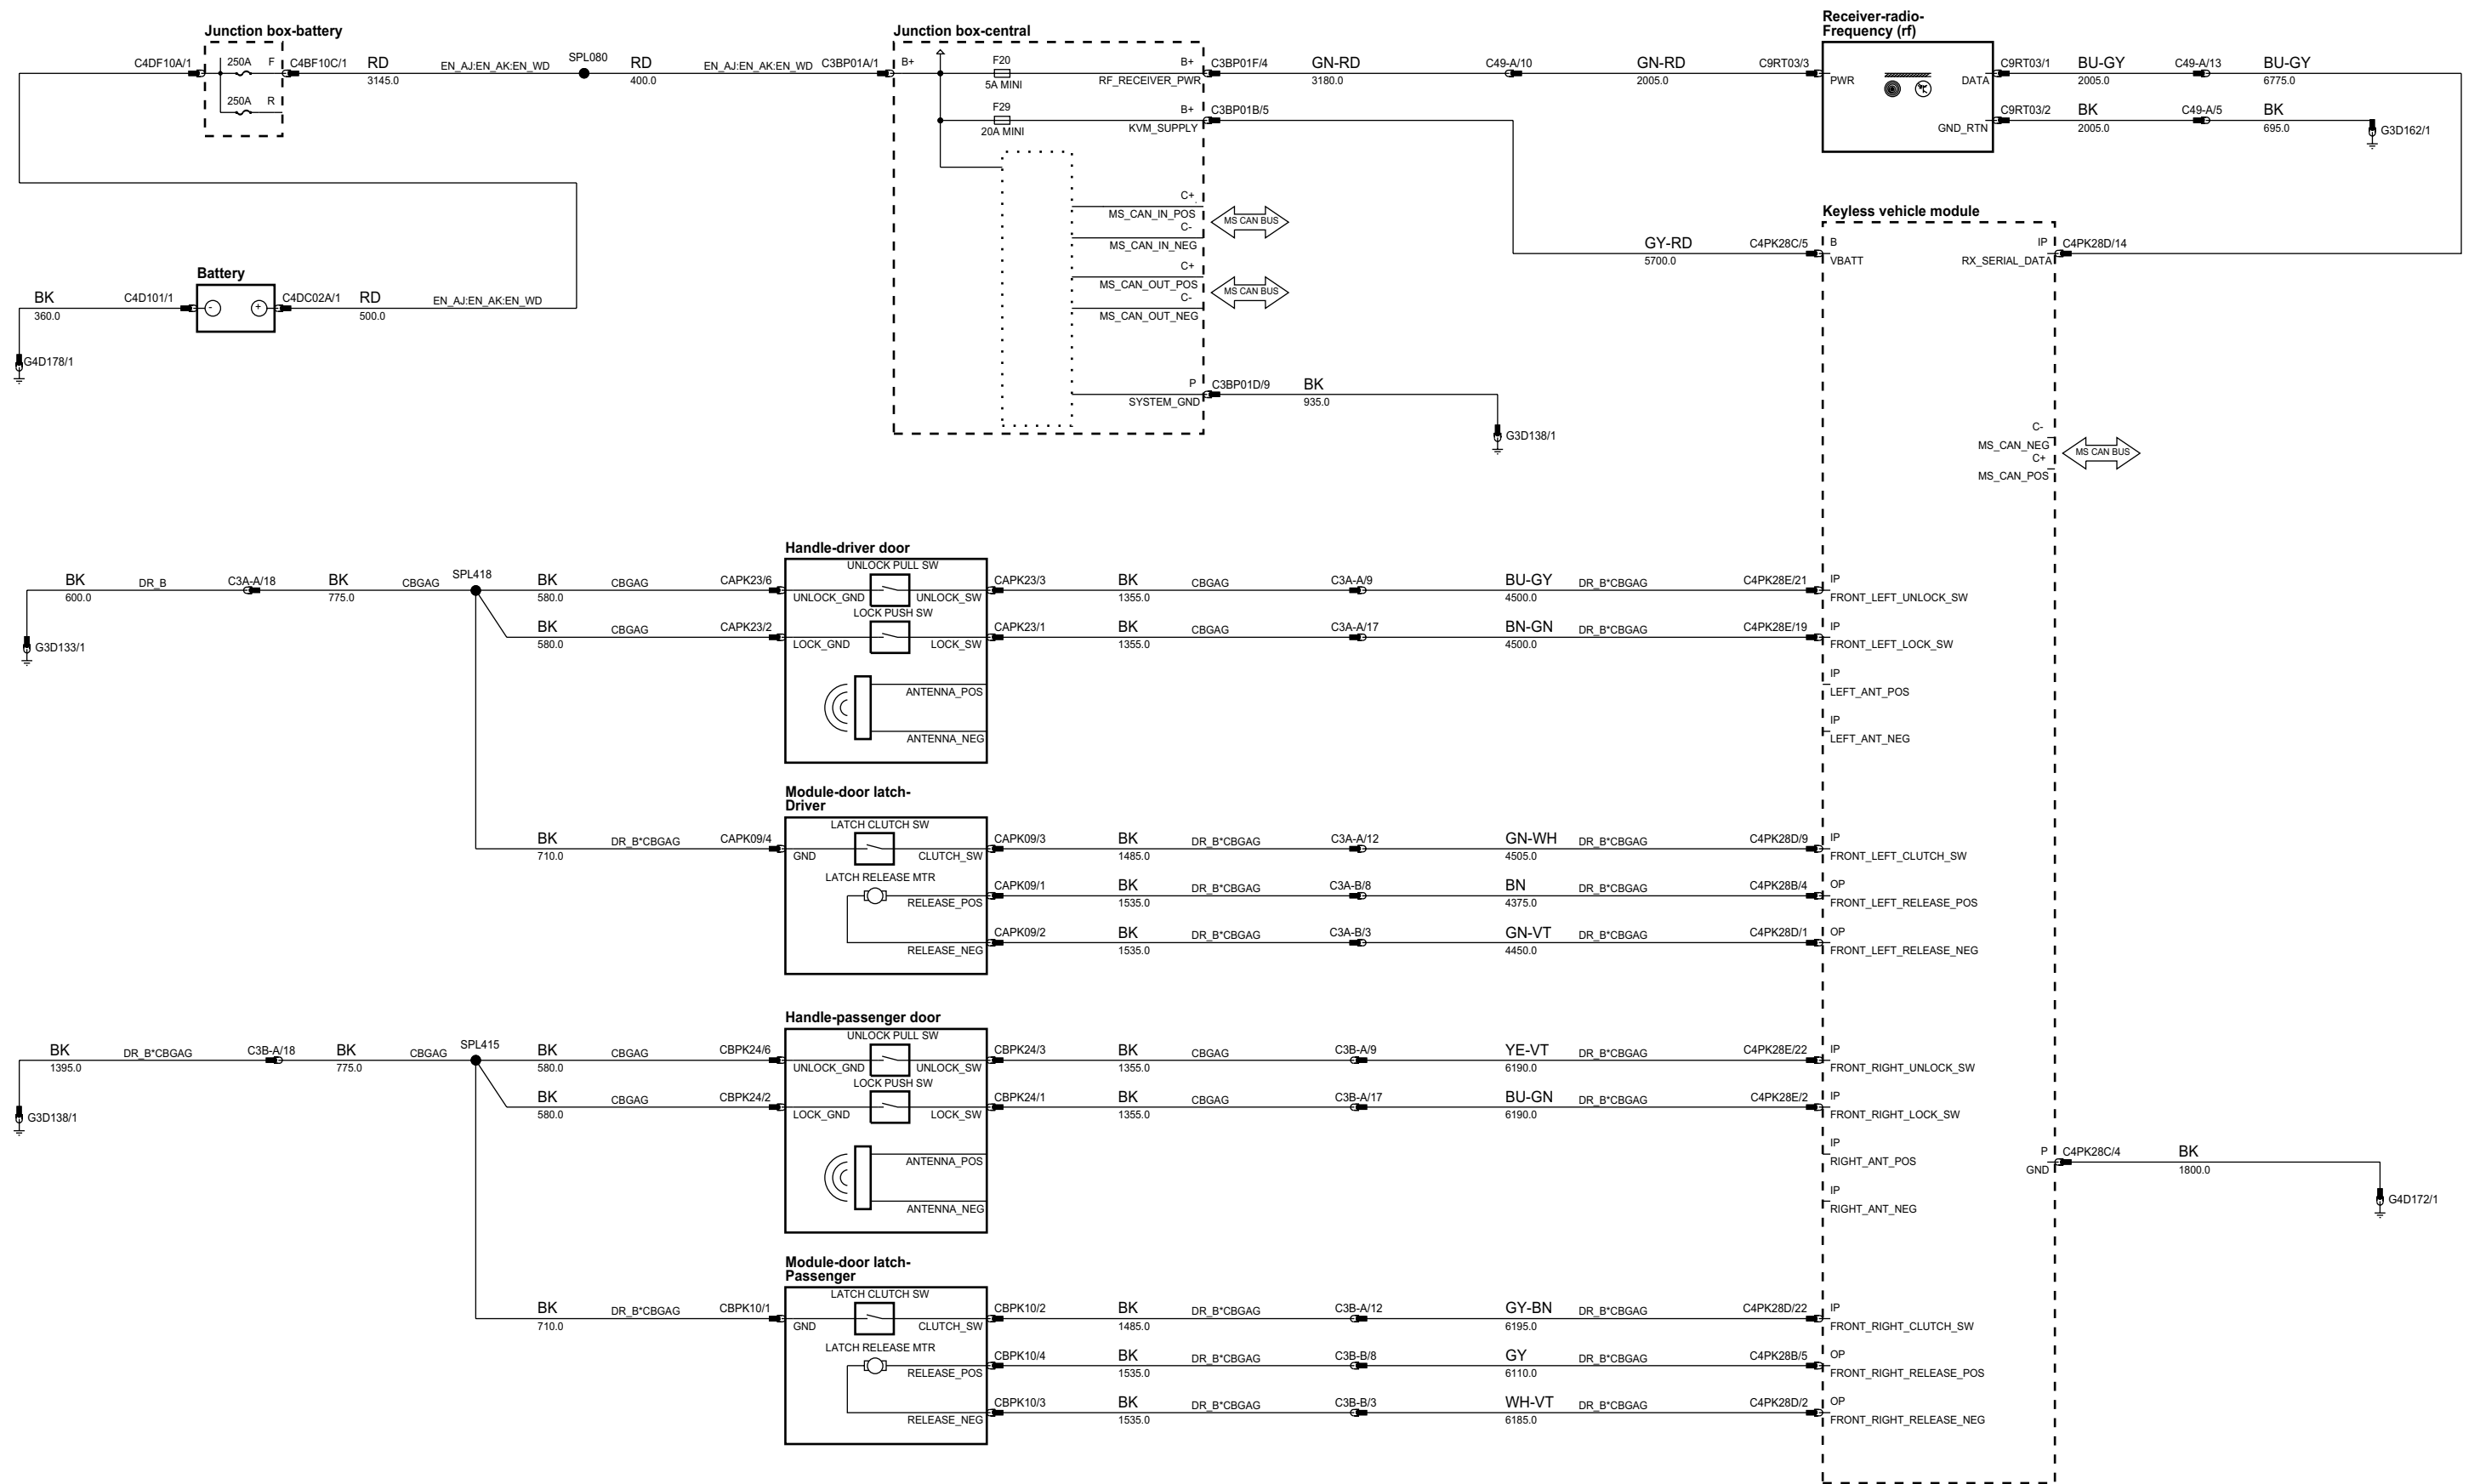 Junction box-battery
C4DF10A/1
250A
F
C4BF10C/1
RD
3145.0
EN_AJ:EN_AK:EN_WD
SPL080
RD
400.0
EN_AJ:EN_AK:EN_WD
C3BP01A/1
250A
R
Junction box-central
B+
F20
5A MINI
B+
RF_RECEIVER_PWR
C3BP01F/4
GN-RD
3180.0
C49-A/10
GN-RD
2005.0
C9RT03/3
F29
20A MINI
KVM_SUPPLY
B+
C3BP01B/5
C+
MS_CAN_IN_POS
C-
MS_CAN_IN_NEG
MS CAN BUS
C+
MS_CAN_OUT_POS
C-
MS_CAN_OUT_NEG
MS CAN BUS
P
SYSTEM_GND
C3BP01D/9
BK
935.0
G3D138/1
Receiver-radio-
Frequency (rf)
PWR
DATA
GND_RTN
C9RT03/1
BU-GY
2005.0
C49-A/13
BU-GY
6775.0
C9RT03/2
BK
2005.0
C49-A/5
BK
695.0
G3D162/1
Battery
BK
360.0
C4D101/1
-
+
C4DC02A/1
RD
500.0
EN_AJ:EN_AK:EN_WD
G4D178/1
Keyless vehicle module
GY-RD
5700.0
C4PK28C/5
B
VBATT
IP
RX_SERIAL_DATA
C4PK28D/14
C-
MS_CAN_NEG
C+
MS_CAN_POS
MS CAN BUS
Handle-driver door
UNLOCK PULL SW
BK
600.0
DR_B
C3A-A/18
BK
775.0
CBGAG
SPL418
BK
580.0
CBGAG
CAPK23/6
UNLOCK_GND
UNLOCK_SW
CAPK23/3
BK
1355.0
CBGAG
C3A-A/9
BU-GY
4500.0
DR_B*CBGAG
C4PK28E/21
IP
FRONT_LEFT_UNLOCK_SW
G3D133/1
LOCK PUSH SW
BK
580.0
CBGAG
CAPK23/2
LOCK_GND
LOCK_SW
CAPK23/1
BK
1355.0
CBGAG
C3A-A/17
BN-GN
4500.0
DR_B*CBGAG
C4PK28E/19
IP
FRONT_LEFT_LOCK_SW
ANTENNA_POS
ANTENNA_NEG
IP
LEFT_ANT_POS
IP
LEFT_ANT_NEG
Module-door latch-
Driver
LATCH CLUTCH SW
BK
710.0
DR_B*CBGAG
CAPK09/4
GND
CLUTCH_SW
CAPK09/3
BK
1485.0
DR_B*CBGAG
C3A-A/12
GN-WH
4505.0
DR_B*CBGAG
C4PK28D/9
IP
FRONT_LEFT_CLUTCH_SW
LATCH RELEASE MTR
RELEASE_POS
CAPK09/1
BK
1535.0
DR_B*CBGAG
C3A-B/8
BN
4375.0
DR_B*CBGAG
C4PK28B/4
OP
FRONT_LEFT_RELEASE_POS
RELEASE_NEG
CAPK09/2
BK
1535.0
DR_B*CBGAG
C3A-B/3
GN-VT
4450.0
DR_B*CBGAG
C4PK28D/1
OP
FRONT_LEFT_RELEASE_NEG
Handle-passenger door
UNLOCK PULL SW
BK
1395.0
DR_B*CBGAG
C3B-A/18
BK
775.0
CBGAG
SPL415
BK
580.0
CBGAG
CBPK24/6
UNLOCK_GND
UNLOCK_SW
CBPK24/3
BK
1355.0
CBGAG
C3B-A/9
YE-VT
6190.0
DR_B*CBGAG
C4PK28E/22
IP
FRONT_RIGHT_UNLOCK_SW
G3D138/1
LOCK PUSH SW
BK
580.0
CBGAG
CBPK24/2
LOCK_GND
LOCK_SW
CBPK24/1
BK
1355.0
CBGAG
C3B-A/17
BU-GN
6190.0
DR_B*CBGAG
C4PK28E/2
IP
FRONT_RIGHT_LOCK_SW
ANTENNA_POS
ANTENNA_NEG
IP
RIGHT_ANT_POS
IP
RIGHT_ANT_NEG
P
GND
C4PK28C/4
BK
1800.0
G4D172/1
Module-door latch-
Passenger
LATCH CLUTCH SW
BK
710.0
DR_B*CBGAG
CBPK10/1
GND
CLUTCH_SW
CBPK10/2
BK
1485.0
DR_B*CBGAG
C3B-A/12
GY-BN
6195.0
DR_B*CBGAG
C4PK28D/22
IP
FRONT_RIGHT_CLUTCH_SW
LATCH RELEASE MTR
RELEASE_POS
CBPK10/4
BK
1535.0
DR_B*CBGAG
C3B-B/8
GY
6110.0
DR_B*CBGAG
C4PK28B/5
OP
FRONT_RIGHT_RELEASE_POS
RELEASE_NEG
CBPK10/3
BK
1535.0
DR_B*CBGAG
C3B-B/3
WH-VT
6185.0
DR_B*CBGAG
C4PK28D/2
OP
FRONT_RIGHT_RELEASE_NEG